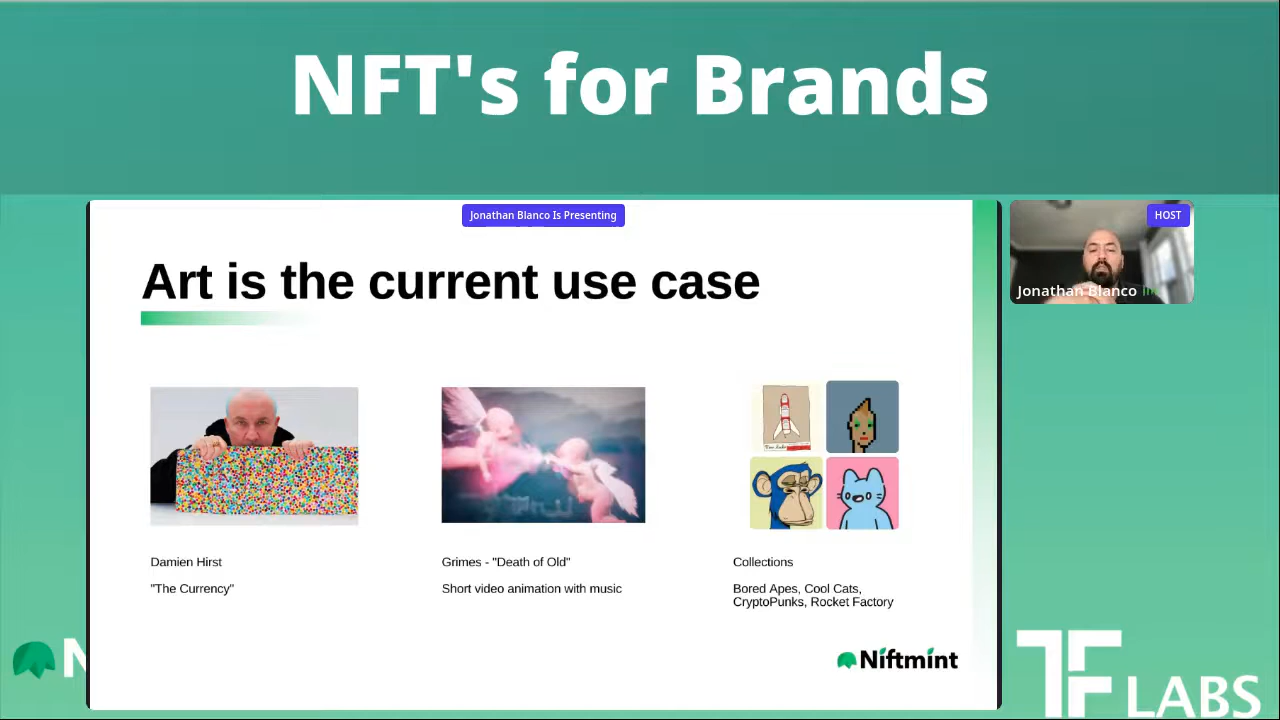 NFT's for Brands
Jonathan Blanco Is Presenting
HOST
Jonathan Blanco
Art is the current use case
Damien Hirst
"The Currency"
Grimes - "Death of Old"
Short video animation with music
Collections
Bored Apes, Cool Cats,
CryptoPunks, Rocket Factory
Niftmint
N
TF LABS